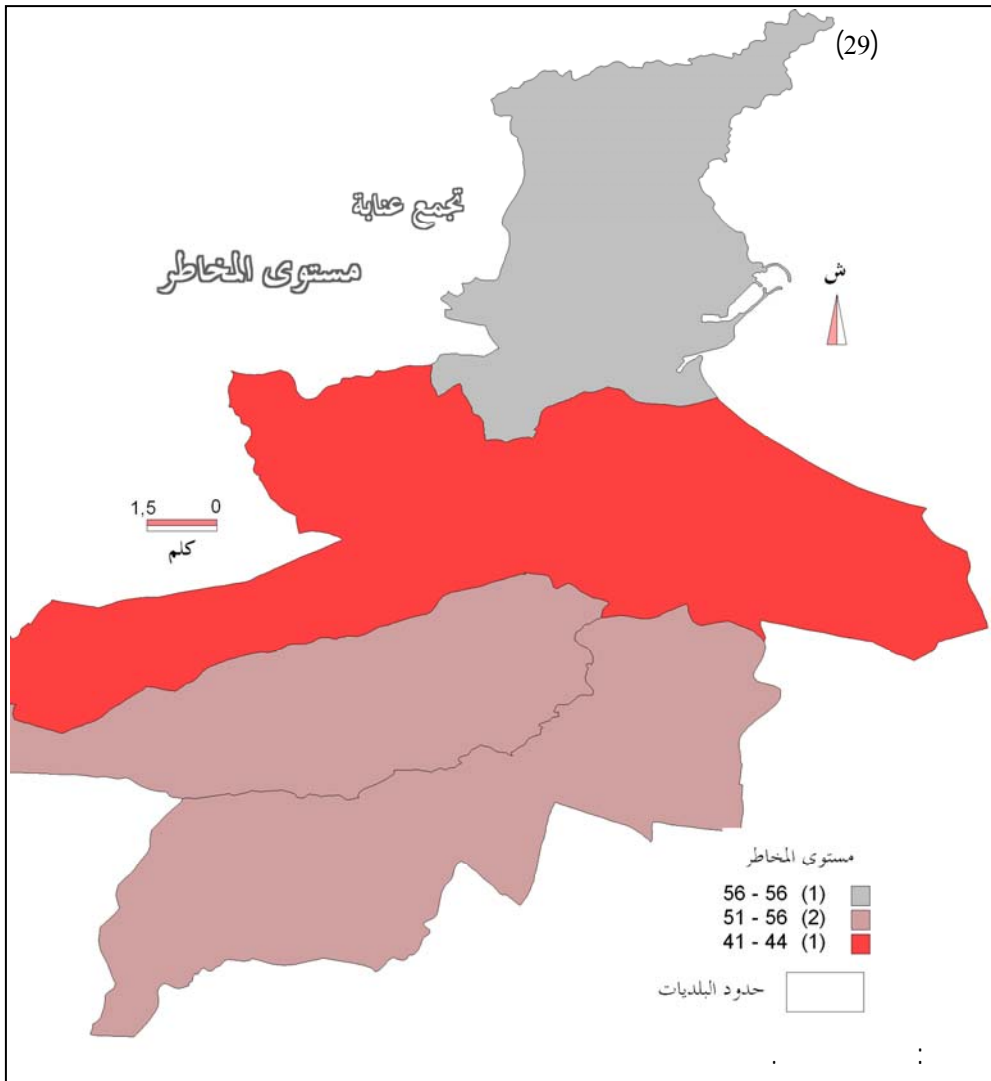 (29)
تجمع عنابة
مستوى المخاطر
ش
1,5 0
كلم
مستوى المخاطر
56 - 56 (1)
51 - 56 (2)
41 - 44 (1)
حدود البلديات
. :